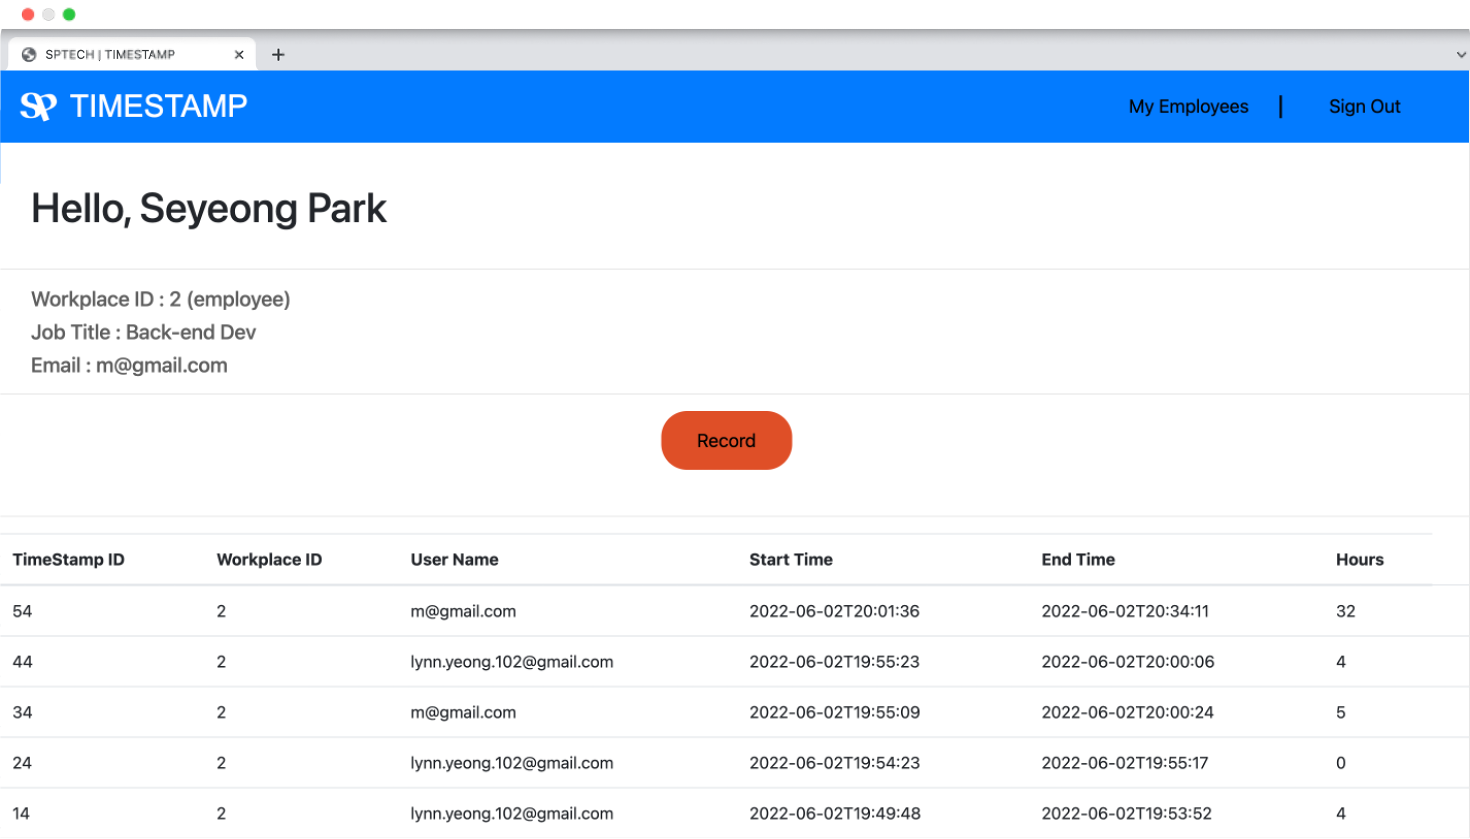 SPTECH | TIMESTAMP
SP TIMESTAMP My Employees | Sign Out
Hello, Seyeong Park
Workplace ID : 2 (employee)
Job Title : Back-end Dev
Email : m@gmail.com
Record
TimeStamp ID Workplace ID User Name Start Time End Time Hours
54 2 m@gmail.com 2022-06-02T20:01:36 2022-06-02T20:34:11 32
44 2 lynn.yeong.102@gmail.com 2022-06-02T19:55:23 2022-06-02T20:00:06 4
34 2 m@gmail.com 2022-06-02T19:55:09 2022-06-02T20:00:24 5
24 2 lynn.yeong.102@gmail.com 2022-06-02T19:54:23 2022-06-02T19:55:17 0
14 2 lynn.yeong.102@gmail.com 2022-06-02T19:49:48 2022-06-02T19:53:52 4